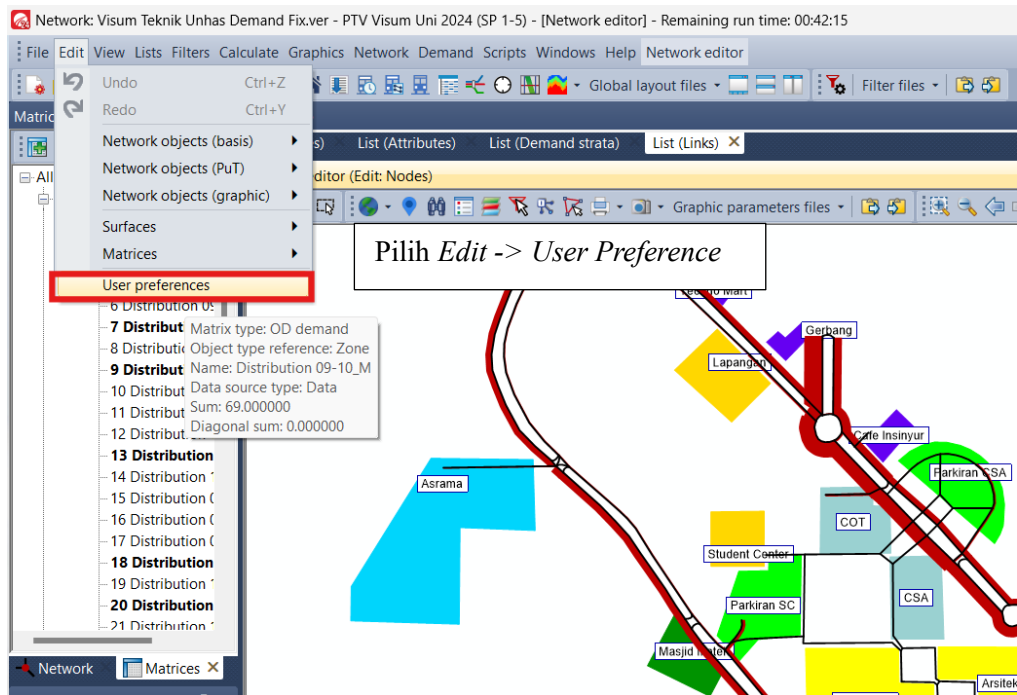 Network: Visum Teknik Unhas Demand Fix.ver - PTV Visum Uni 2024 (SP 1-5) - [Network editor] - Remaining run time: 00:42:15
File Edit View Lists Filters Calculate Graphics Network Demand Scripts Windows Help Network editor
Undo Ctrl+Z
Global layout files
Filter files
Redo Ctrl+Y
Matric
Network objects (basis)
List (Attributes)
List (Demand strata)
List (Links)
Network objects (PuT)
(Edit: Nodes)
All
Network objects (graphic)
Graphic parameters files
Surfaces
Matrices
Pilih Edit -> User Preference
User preferences
6 Distribution
7 Distribut
Matrix type: OD demand
8 Distributi
Object type reference: Zone
9 Distribut
Name: Distribution 09-10_M
10 Distribut
Data source type: Data
11 Distribut
Sum: 69.000000
12 Distribut
Diagonal sum: 0.000000
13 Distribution
14 Distribution
15 Distribution
16 Distribution
17 Distribution
18 Distribution
19 Distribution
20 Distribution
21 Distribution
Network
Matrices
Mart
Gerbang
Lapangan
Cafe Insinyur
Parkiran CSA
Asrama
COT
Student Center
CSA
Parkiran SC
Masjid
Arsitek